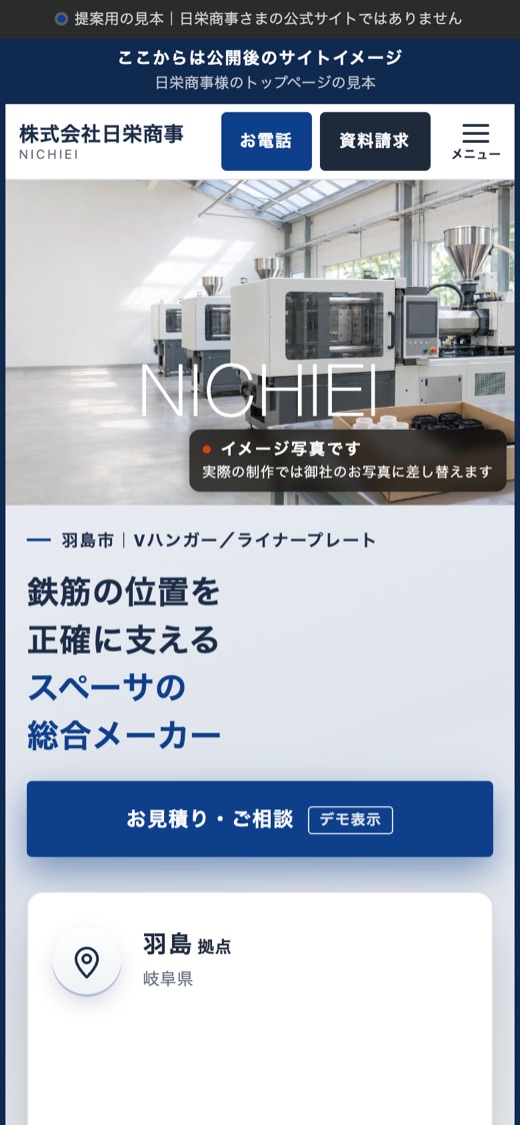 提案用の見本｜日栄商事さまの公式サイトではありません
ここからは公開後のサイトイメージ
日栄商事様のトップページの見本
株式会社日栄商事
NICHIEI
お電話
資料請求
メニュー
NICHIEI
イメージ写真です
実際の制作では御社のお写真に差し替えます
羽島市｜Vハンガー／ライナープレート
鉄筋の位置を
正確に支える
スペーサの
総合メーカー
お見積り・ご相談 デモ表示
羽島 拠点
岐阜県